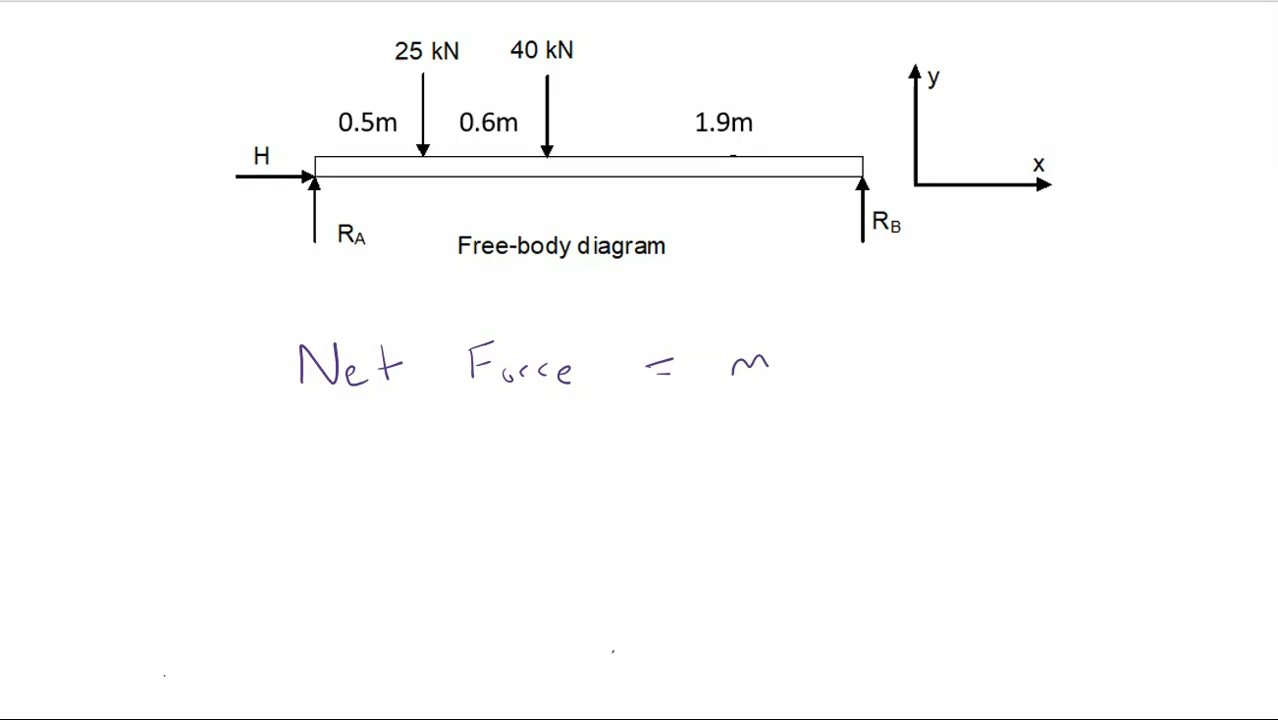 25 kN 40 kN
y
0.5m 0.6m 1.9m
H x
RA RB
Free-body diagram
Net Force = m